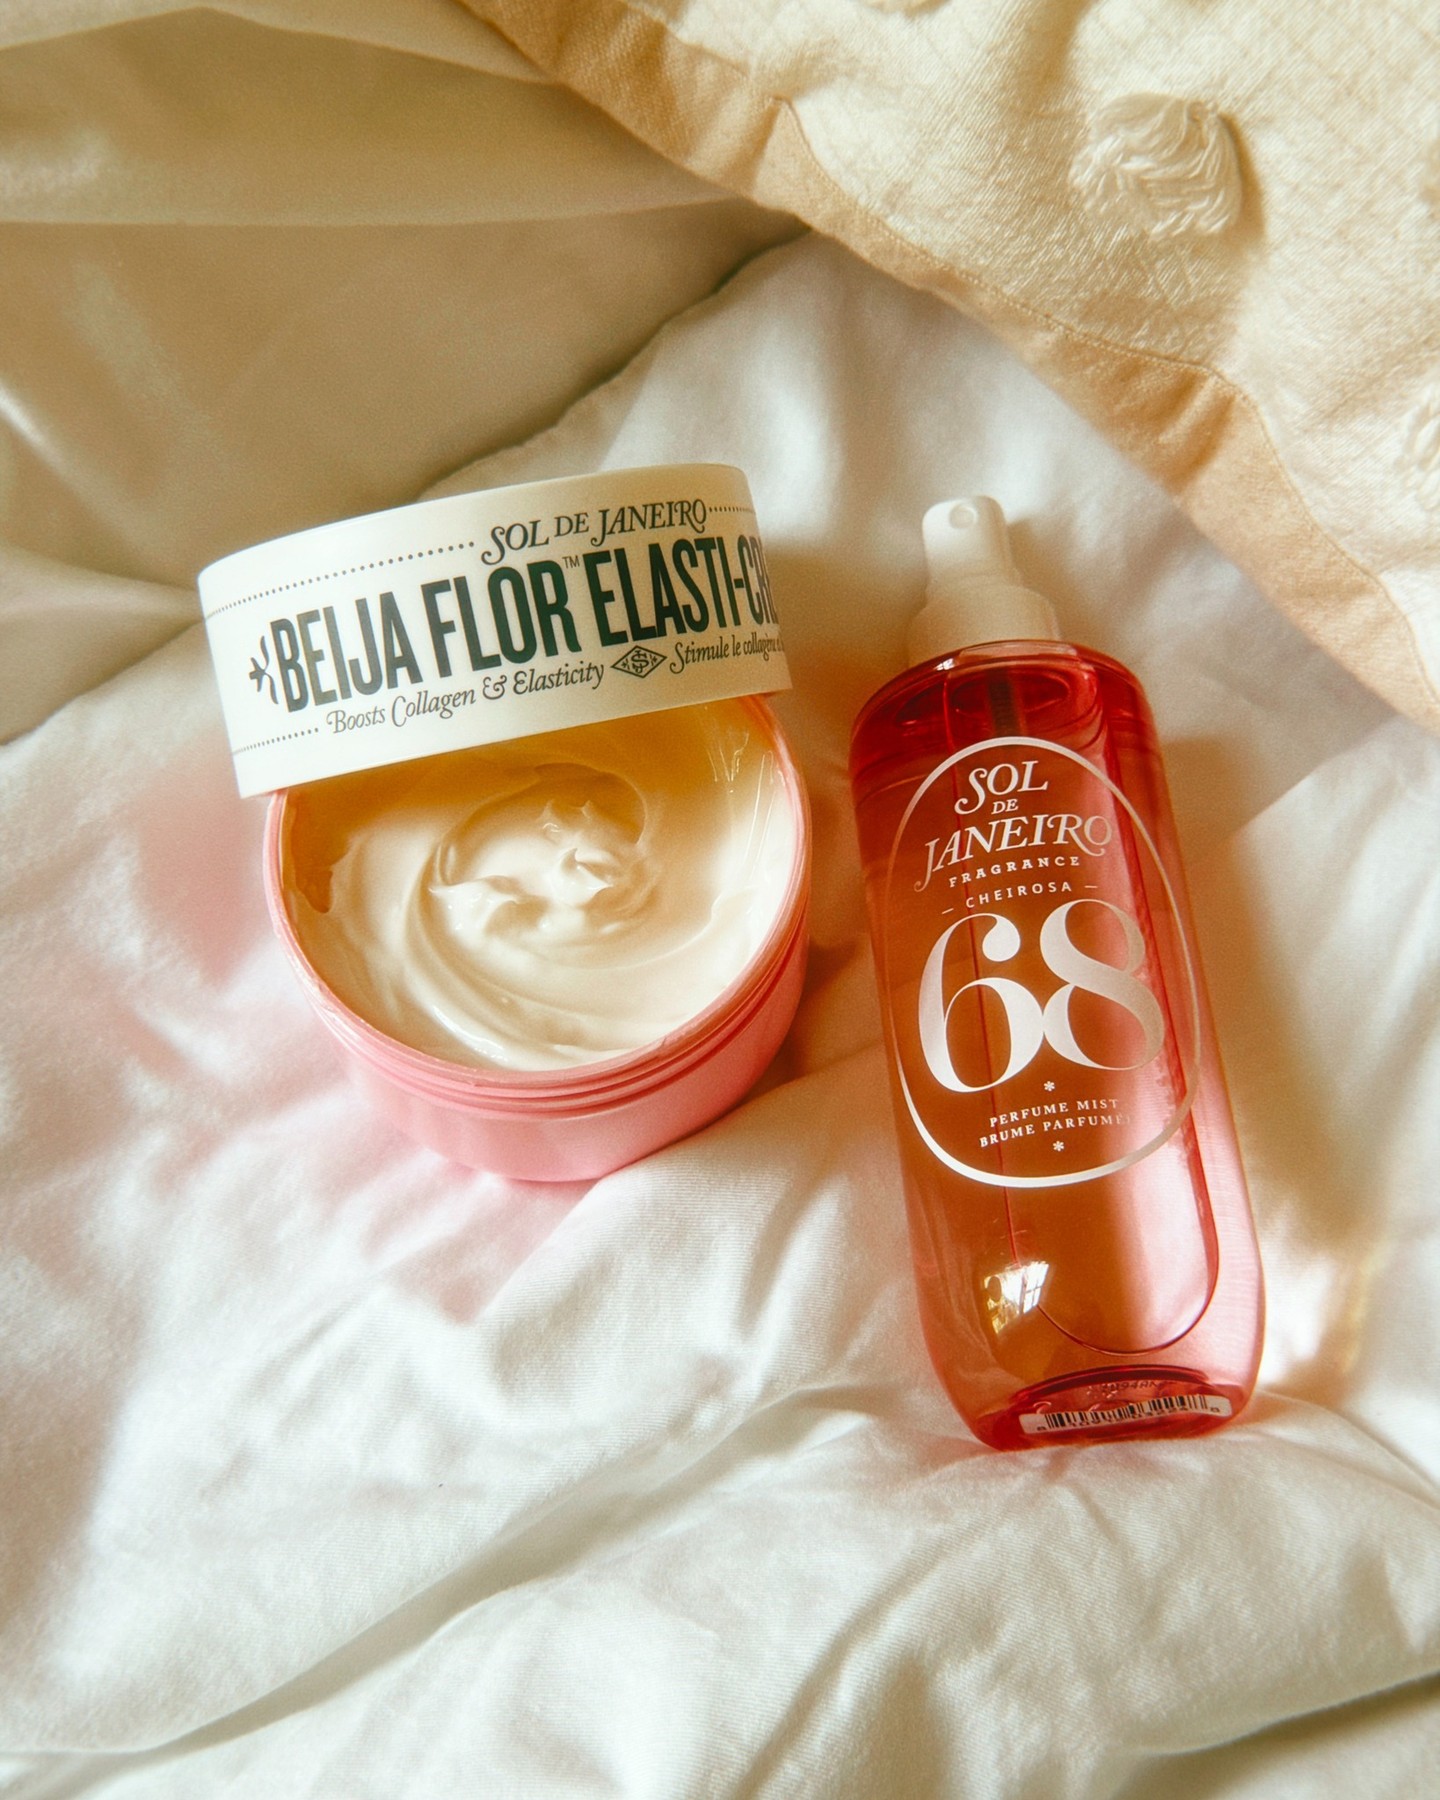 SOL DE JANEIRO
BEIJA FLOR™ ELASTI-CR
Boosts Collagen & Elasticity
Stimule le collagène
SOL
DE
JANEIRO
FRAGRANCE
— CHEIROSA —
68
PERFUME MIST
BRUME PARFUMÉE